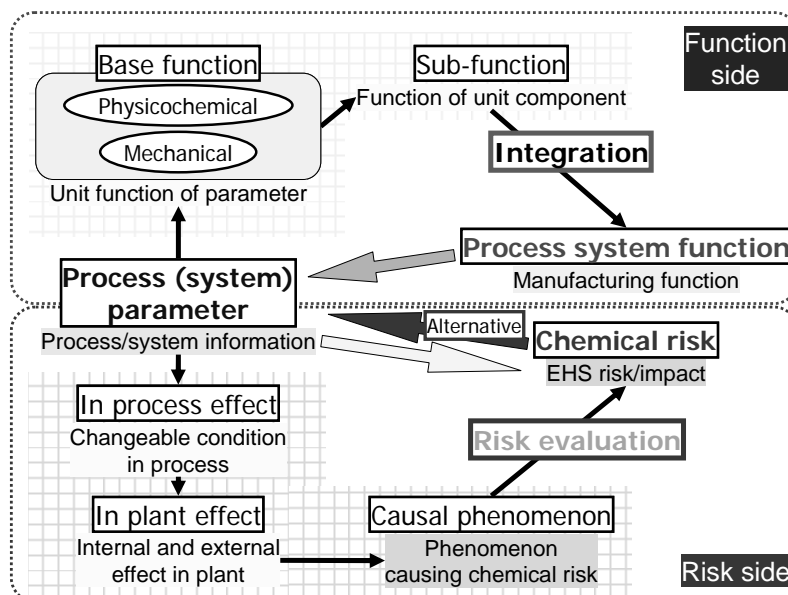 Function
side
Base function
Physicochemical
Mechanical
Unit function of parameter
Sub-function
Function of unit component
Integration
Process system function
Manufacturing function
Process (system)
parameter
Process/system information
Alternative
Chemical risk
EHS risk/impact
In process effect
Changeable condition
in process
Risk evaluation
In plant effect
Internal and external
effect in plant
Causal phenomenon
Phenomenon
causing chemical risk
Risk side